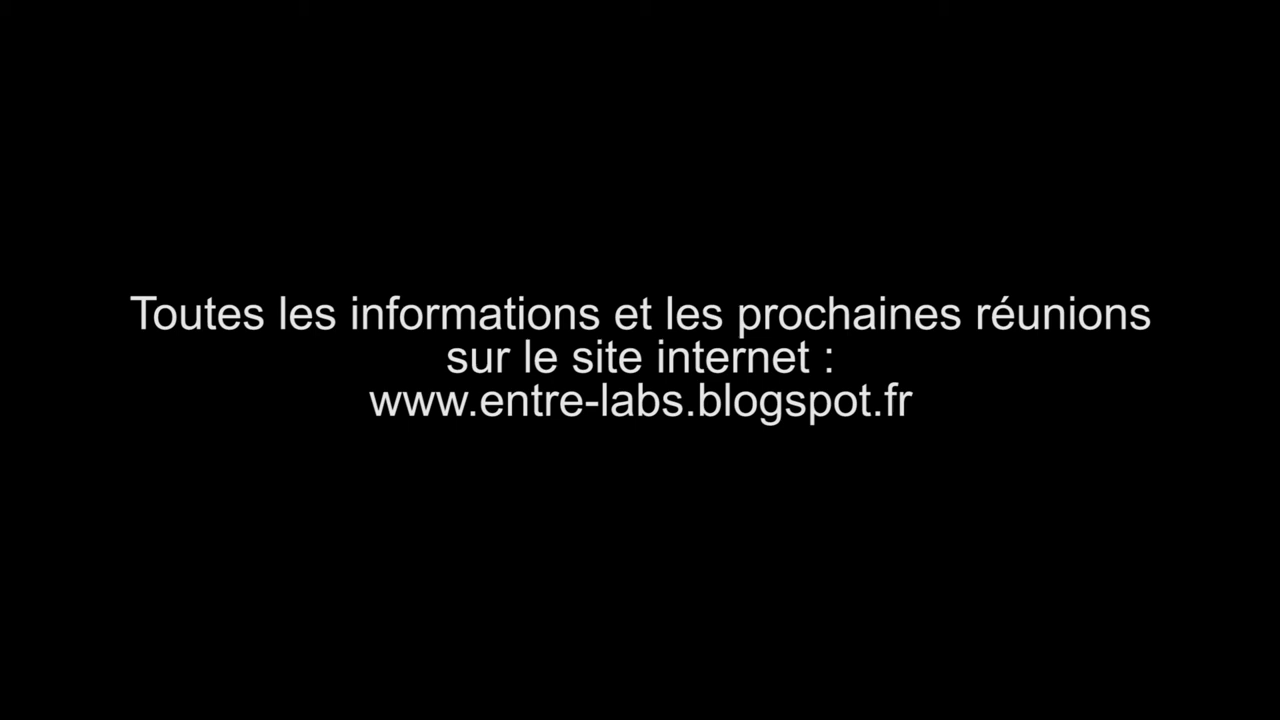 Toutes les informations et les prochaines réunions
sur le site internet :
www.entre-labs.blogspot.fr